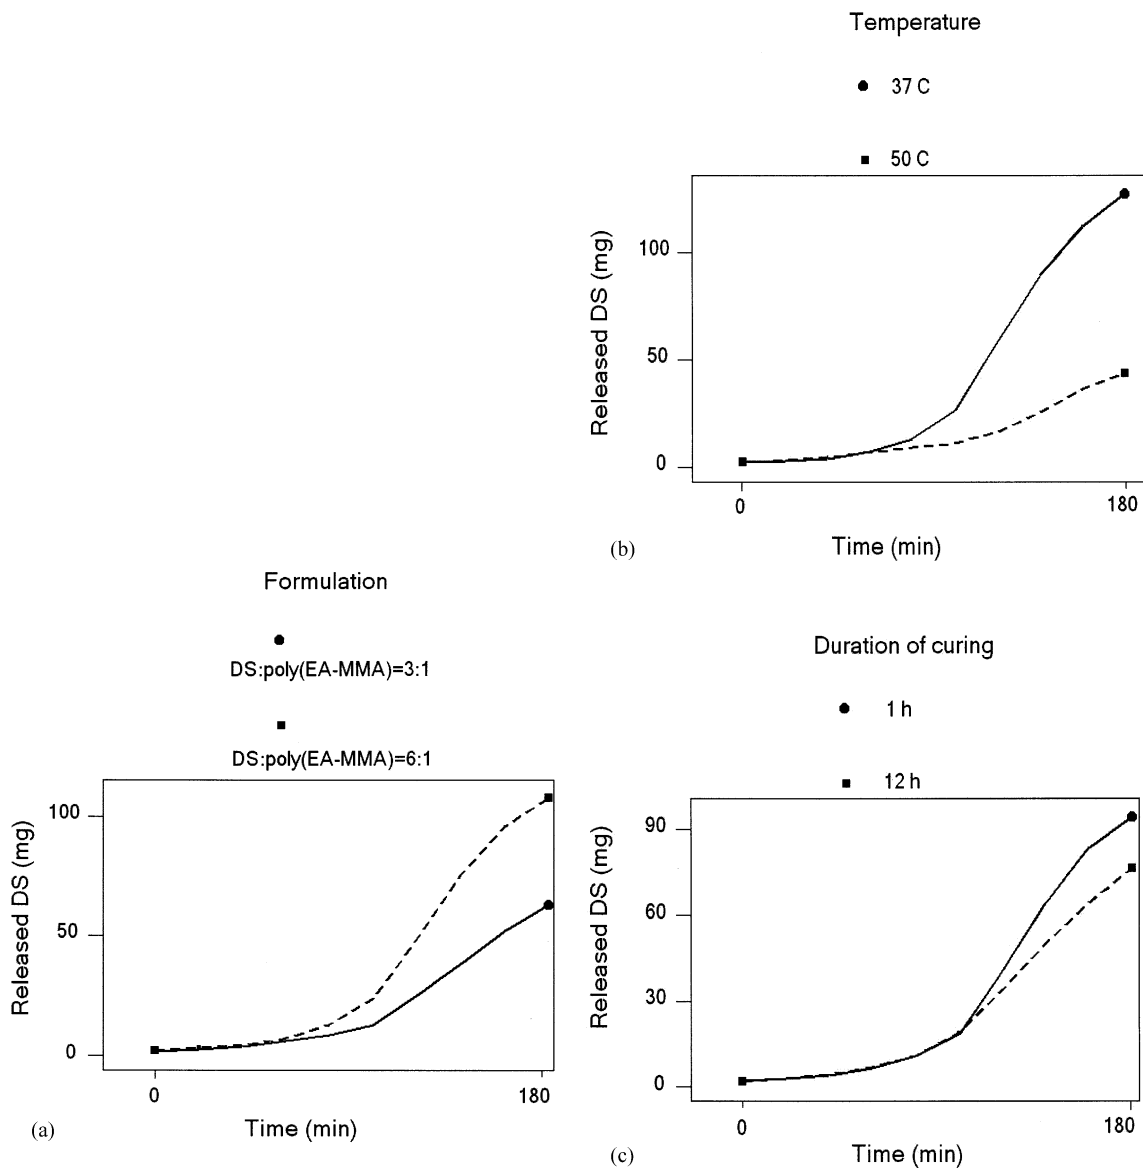 Temperature
37 C
50 C
Released DS (mg)
100
50
0
0
180
(b)
Time (min)
Formulation
DS:poly(EA-MMA)=3:1
DS:poly(EA-MMA)=6:1
Released DS (mg)
100
50
0
0
180
(a)
Time (min)
Duration of curing
1 h
12 h
Released DS (mg)
90
60
30
0
0
180
(c)
Time (min)